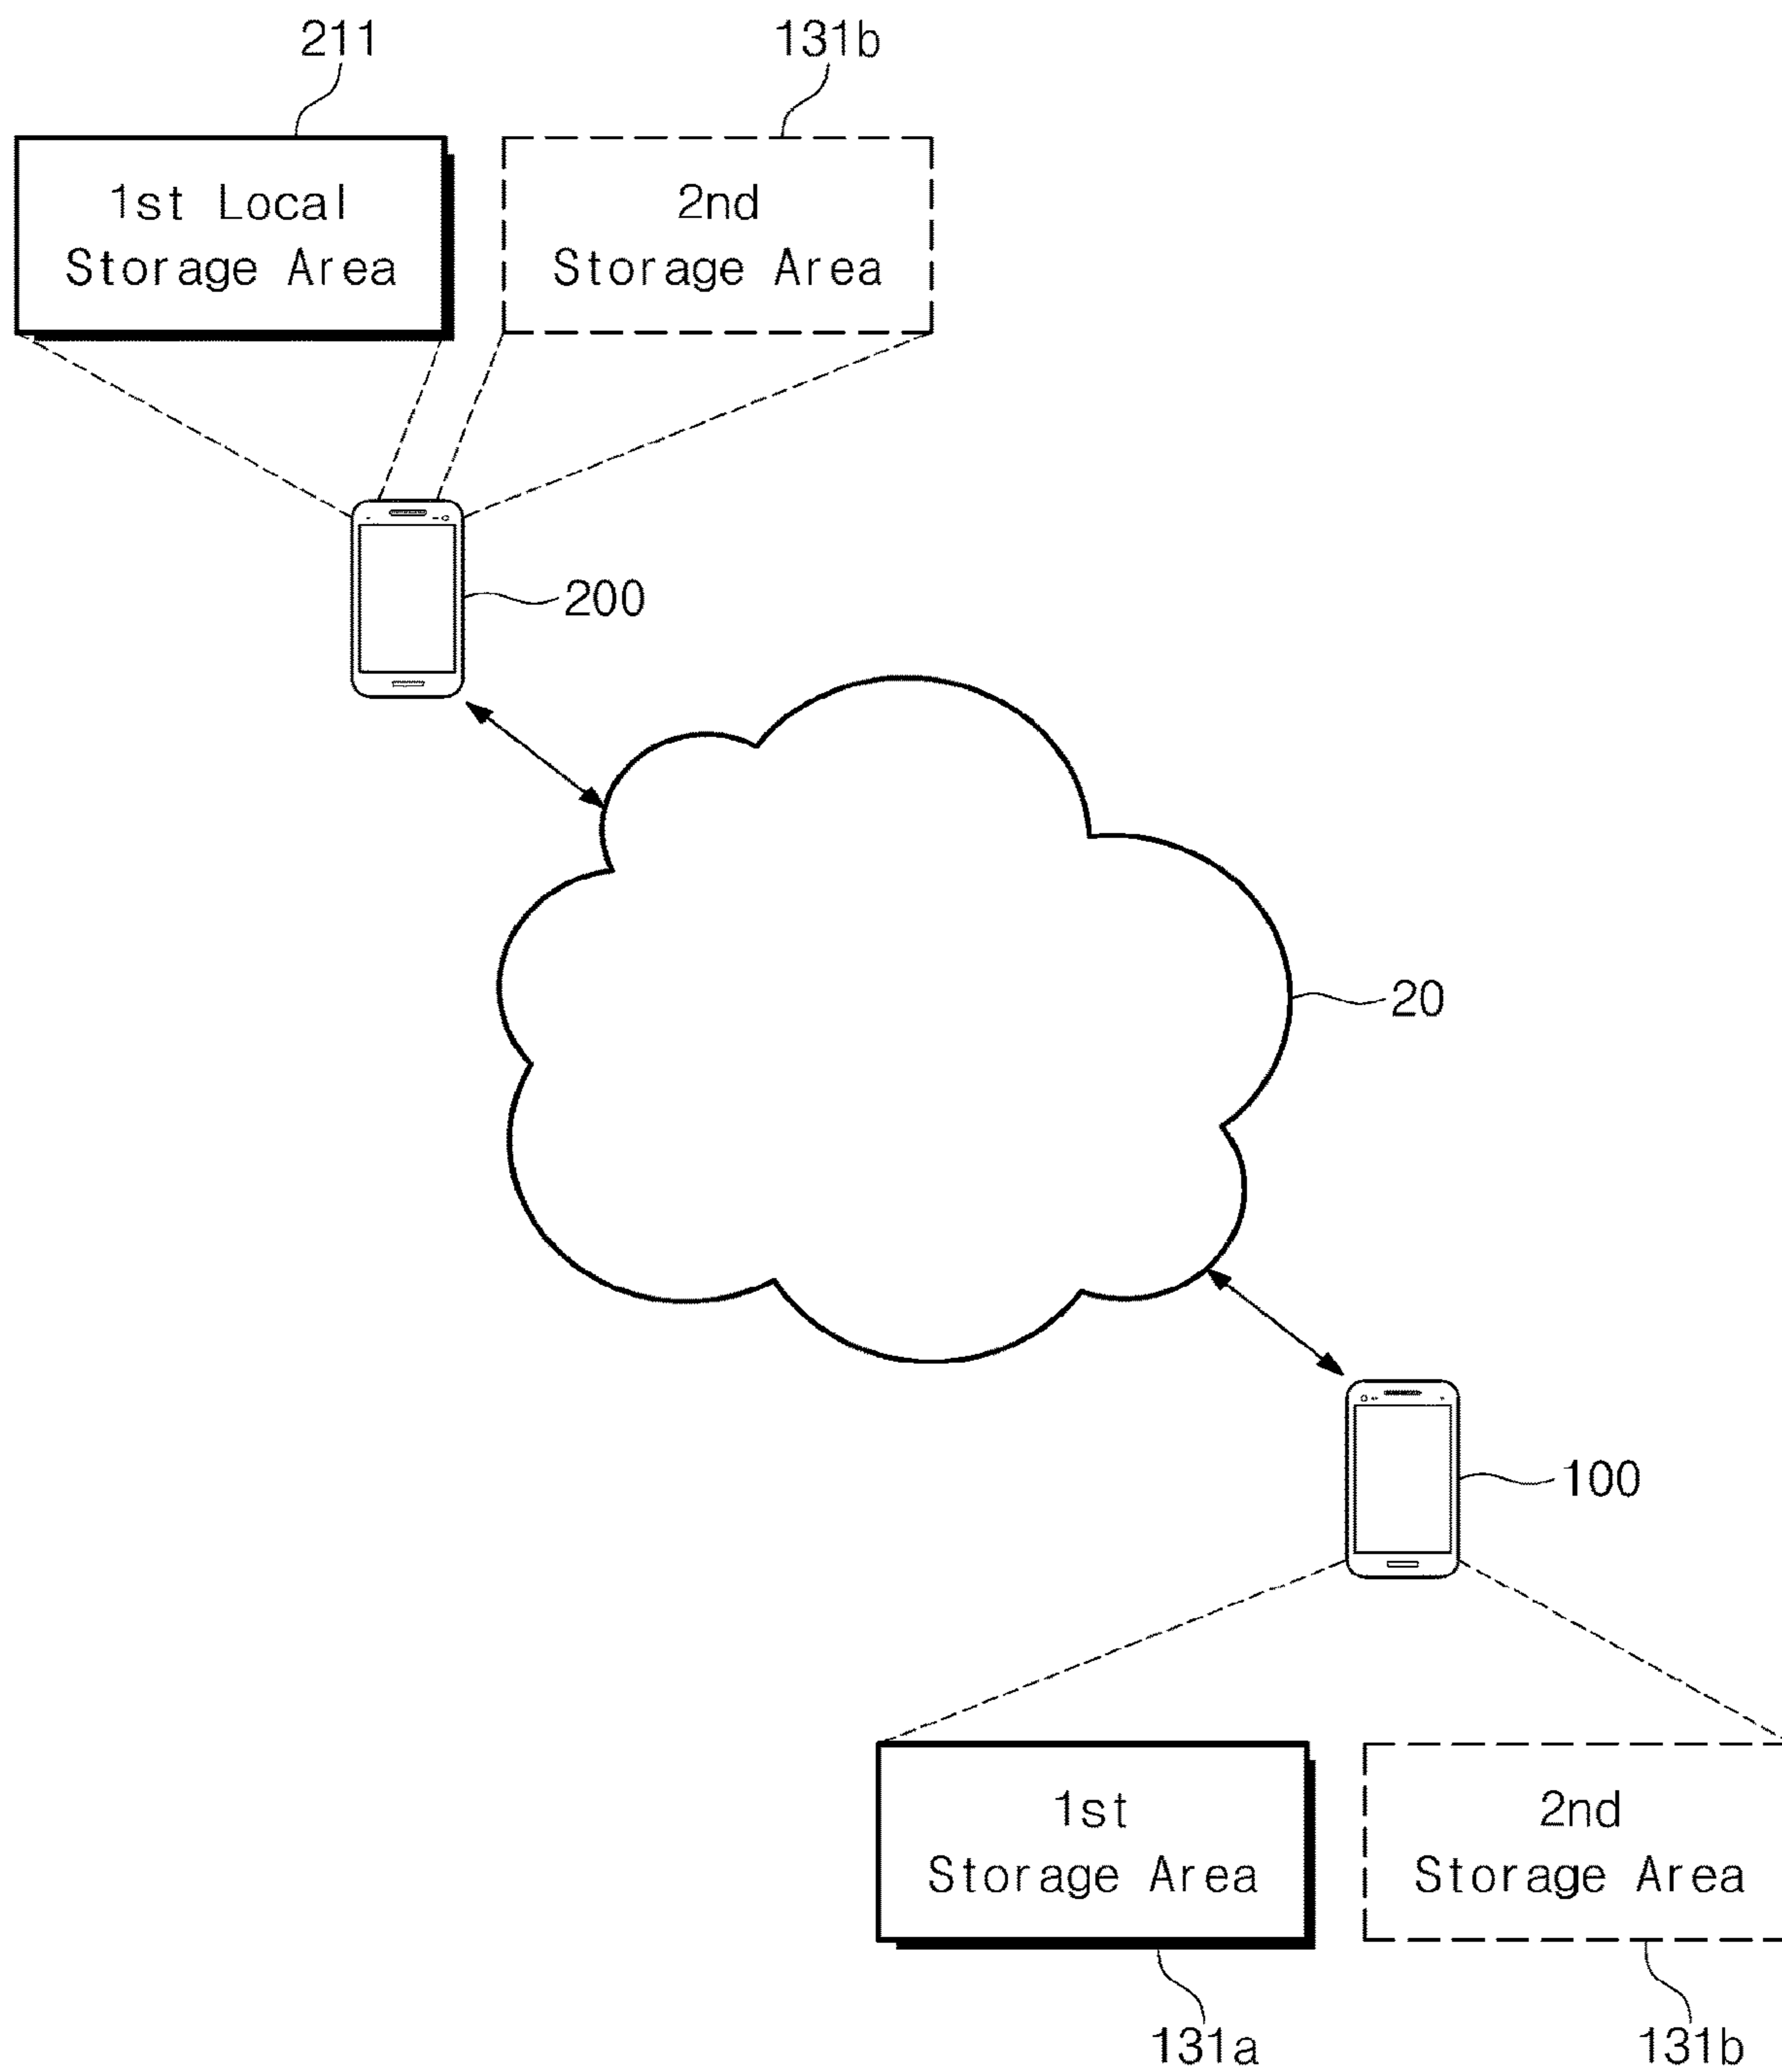 211
131b
1st Local
Storage Area
2nd
Storage Area
200
20
100
1st
Storage Area
2nd
Storage Area
131a
131b